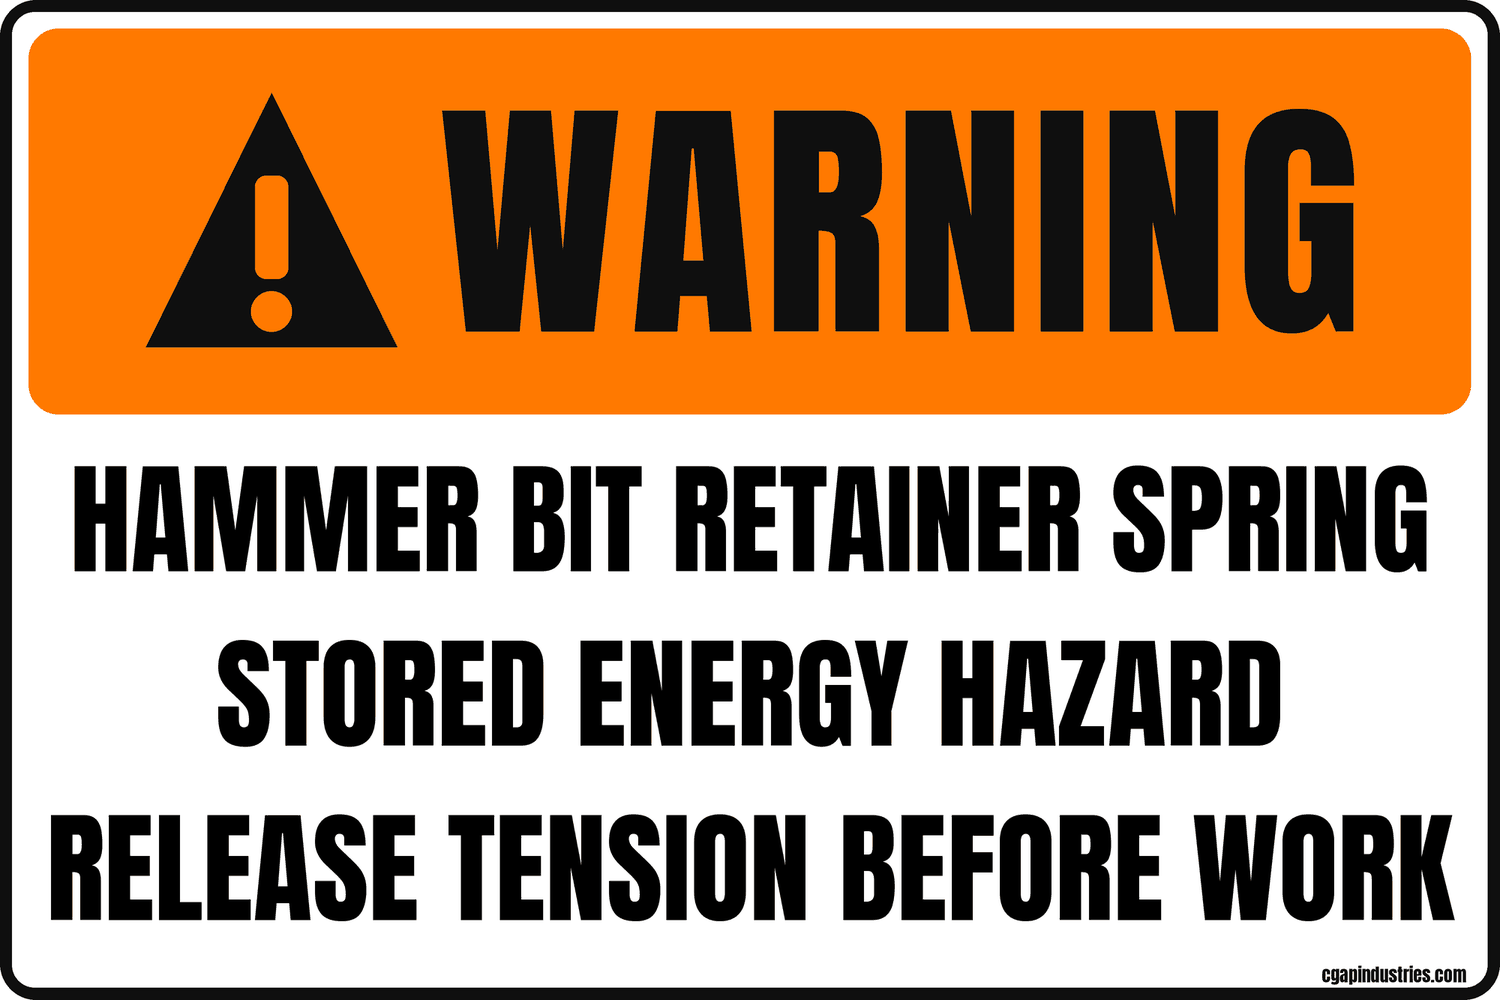 WARNING
HAMMER BIT RETAINER SPRING
STORED ENERGY HAZARD
RELEASE TENSION BEFORE WORK
cgapindustries.com